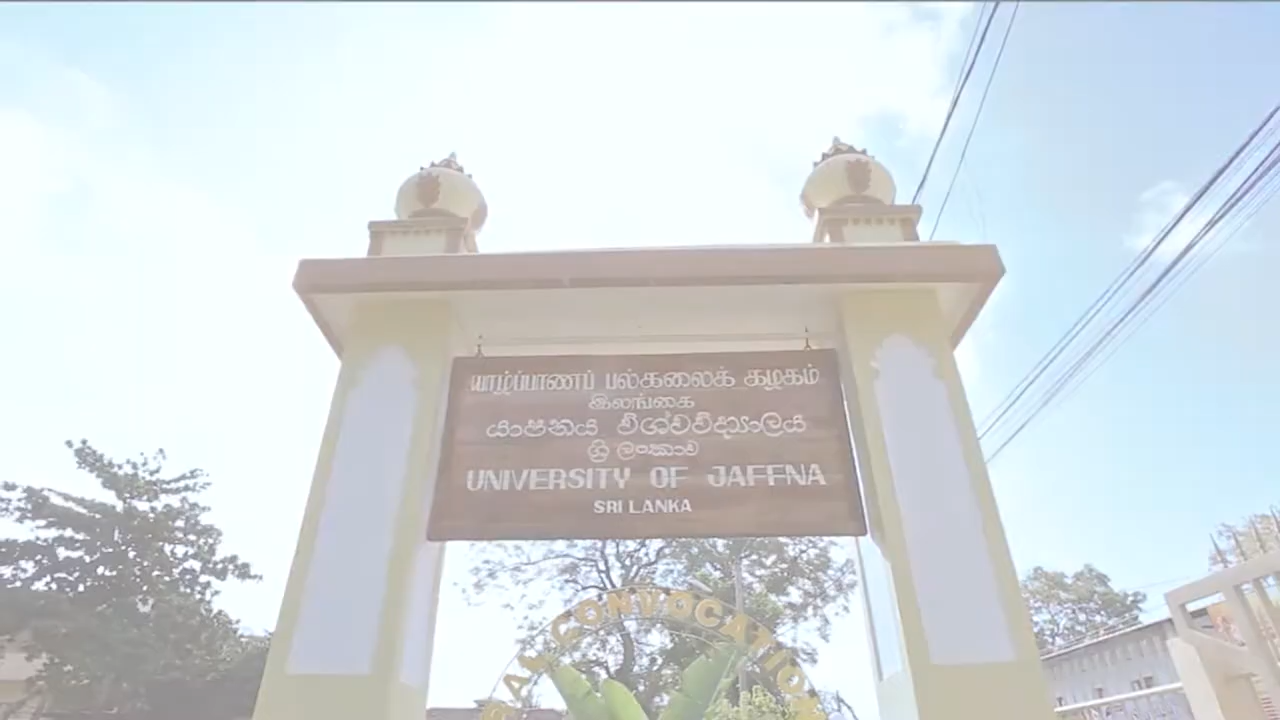 யாழ்ப்பாணப் பல்கலைக் கழகம்
இலங்கை
යාපනය විශ්වවිද්‍යාලය
ශ්‍රී ලංකාව
UNIVERSITY OF JAFFNA
SRI LANKA
CONVOCATION